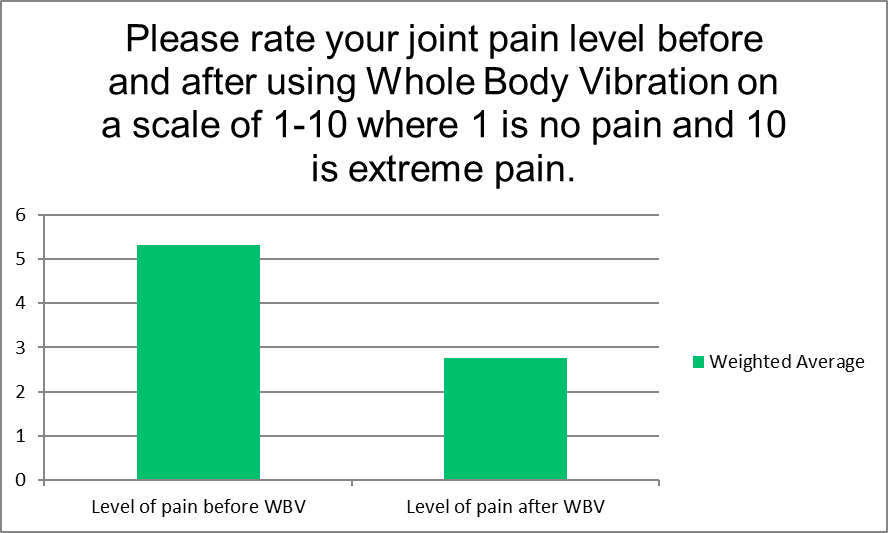 Please rate your joint pain level before
and after using Whole Body Vibration on
a scale of 1-10 where 1 is no pain and 10
is extreme pain.
6
5
4
3
2
1
0
Level of pain before WBV
Level of pain after WBV
Weighted Average